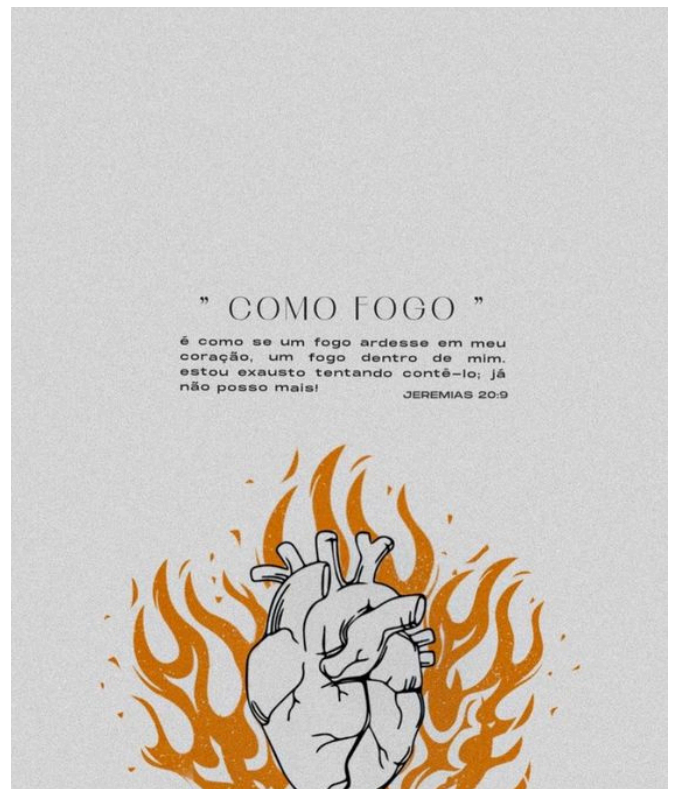 " COMO FOGO "
é como se um fogo ardesse em meu
coração, um fogo dentro de mim.
estou exausto tentando contê-lo; já
não posso mais!
JEREMIAS 20:9